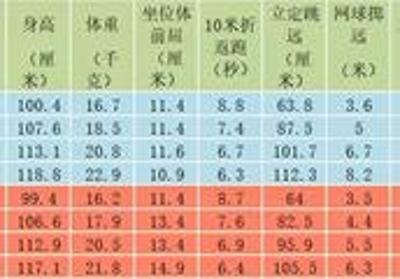 身高 体重 坐位体 10米折 立定跳 网球掷
前屈 返跑 远 远
（厘米） （千克） （厘米） （秒） （厘米） （米）
100.4 16.7 11.4 8.8 63.8 3.6
107.6 18.5 11.4 7.4 87.5 5
113.1 20.8 11.6 6.7 101.7 6.7
118.8 22.9 10.9 6.3 112.3 8.2
99.4 16.2 11.4 8.7 64 3.5
106.6 17.9 13.4 7.6 82.5 4.4
112.9 20.5 13.4 6.9 95.9 5.5
117.1 21.8 14.9 6.4 105.5 6.3